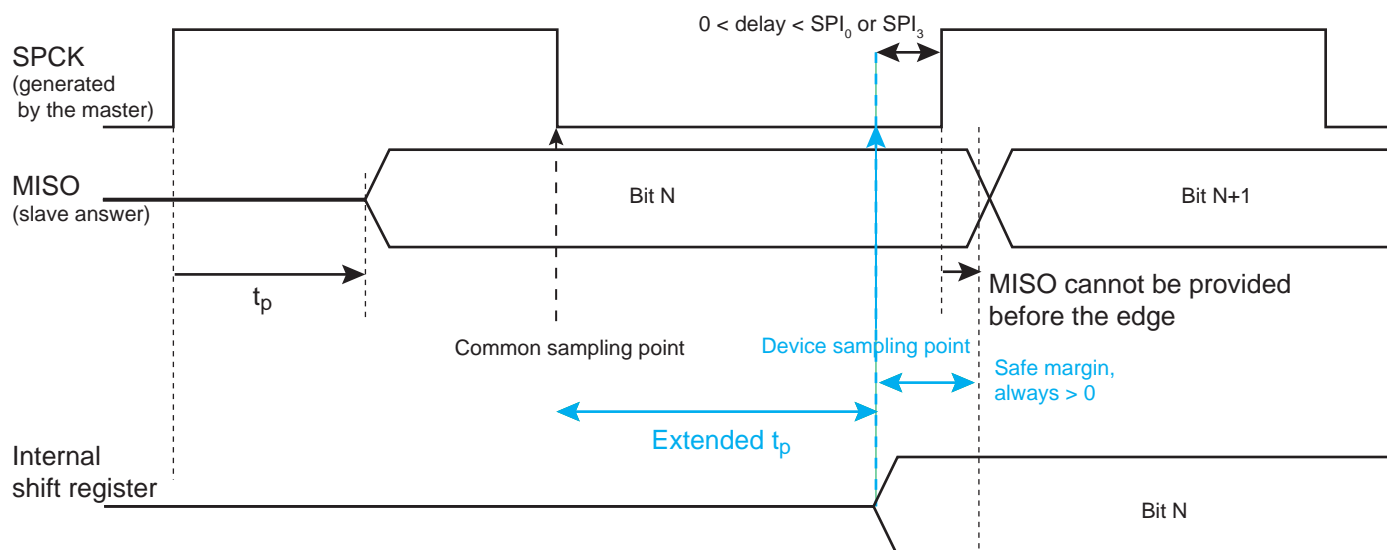 0 < delay < SPI0 or SPI3
SPCK
(generated
by the master)
MISO
(slave answer)
Bit N
Bit N+1
tp
MISO cannot be provided
before the edge
Common sampling point
Device sampling point
Safe margin,
always > 0
Extended tp
Internal
shift register
Bit N